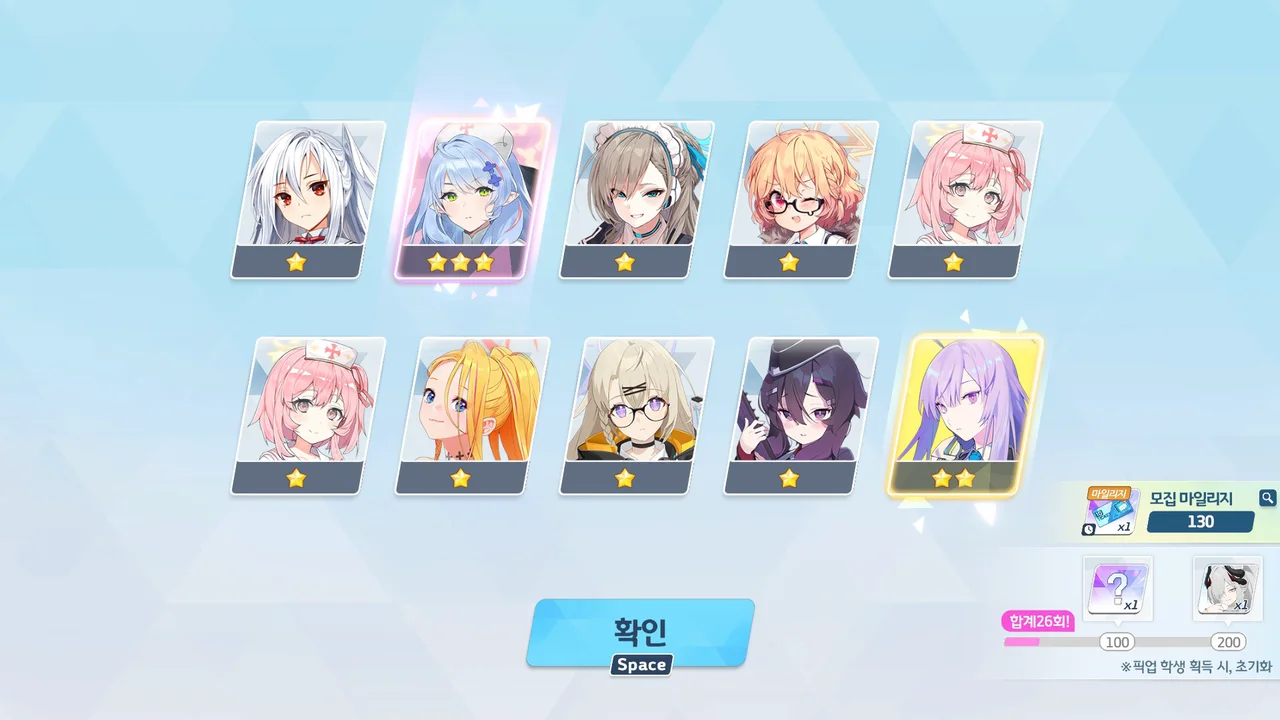 마일리지
x1
모집 마일리지
130
?
x1
x1
합계26회!
100
200
※픽업 학생 획득 시, 초기화
확인
Space